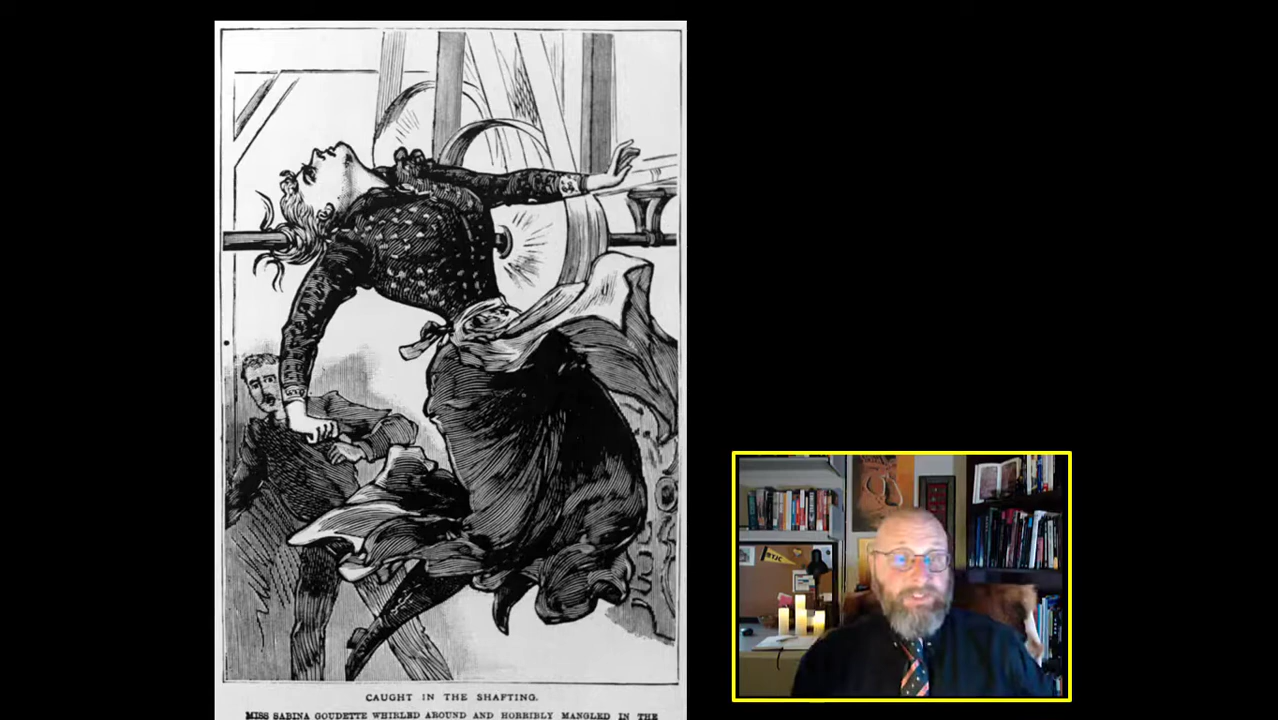 CAUGHT IN THE SHAFTING.
MISS SABINA GOUDETTE WHIRLED AROUND AND HORRIBLY MANGLED IN THE